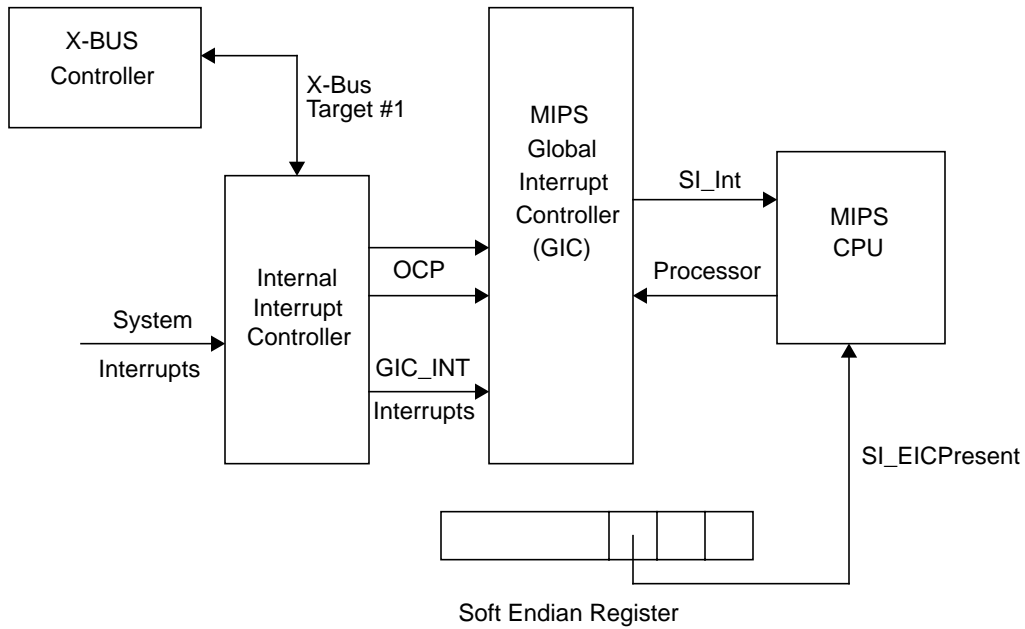 X-BUS
Controller
X-Bus
Target #1
MIPS
Global
Interrupt
Controller
(GIC)
SI_Int
MIPS
CPU
Processor
OCP
Internal
Interrupt
Controller
System
Interrupts
GIC_INT
Interrupts
SI_EICPresent
Soft Endian Register